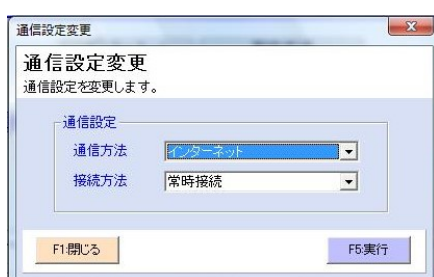 通信設定変更
通信設定変更
通信設定を変更します。
通信設定
通信方法 インターネット
接続方法 常時接続
F1:閉じる F5:実行